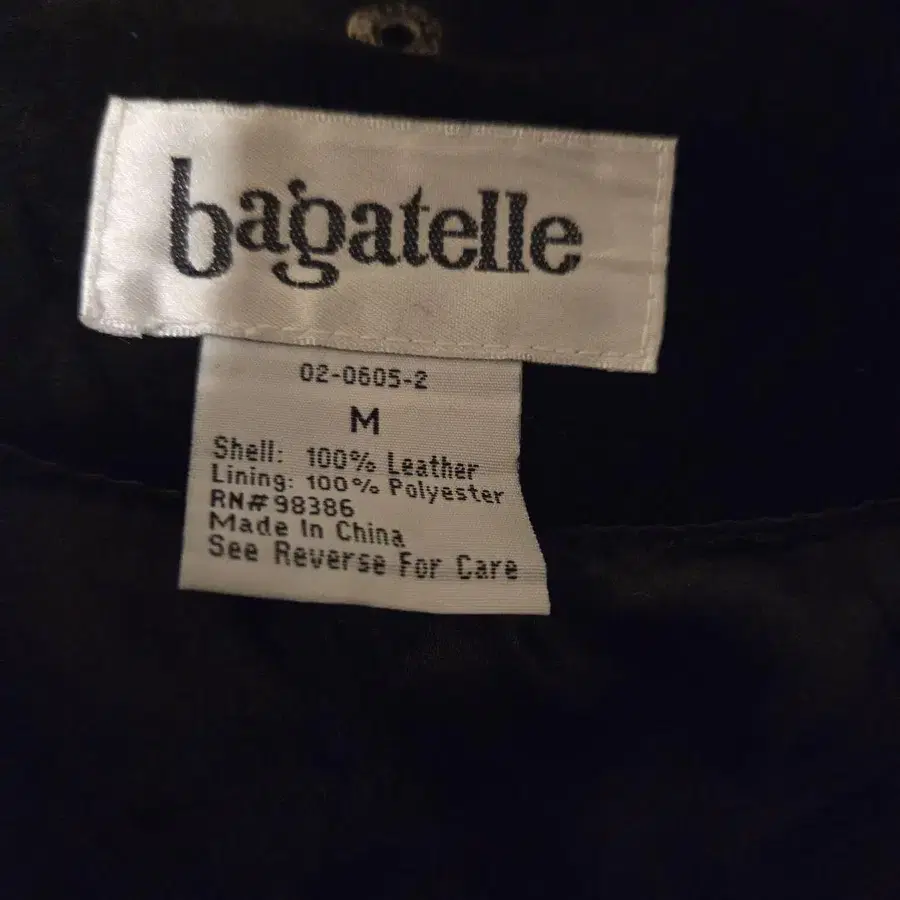 bagatelle
02-0605-2
M
Shell: 100% Leather
Lining: 100% Polyester
RN#98386
Made In China
See Reverse For Care